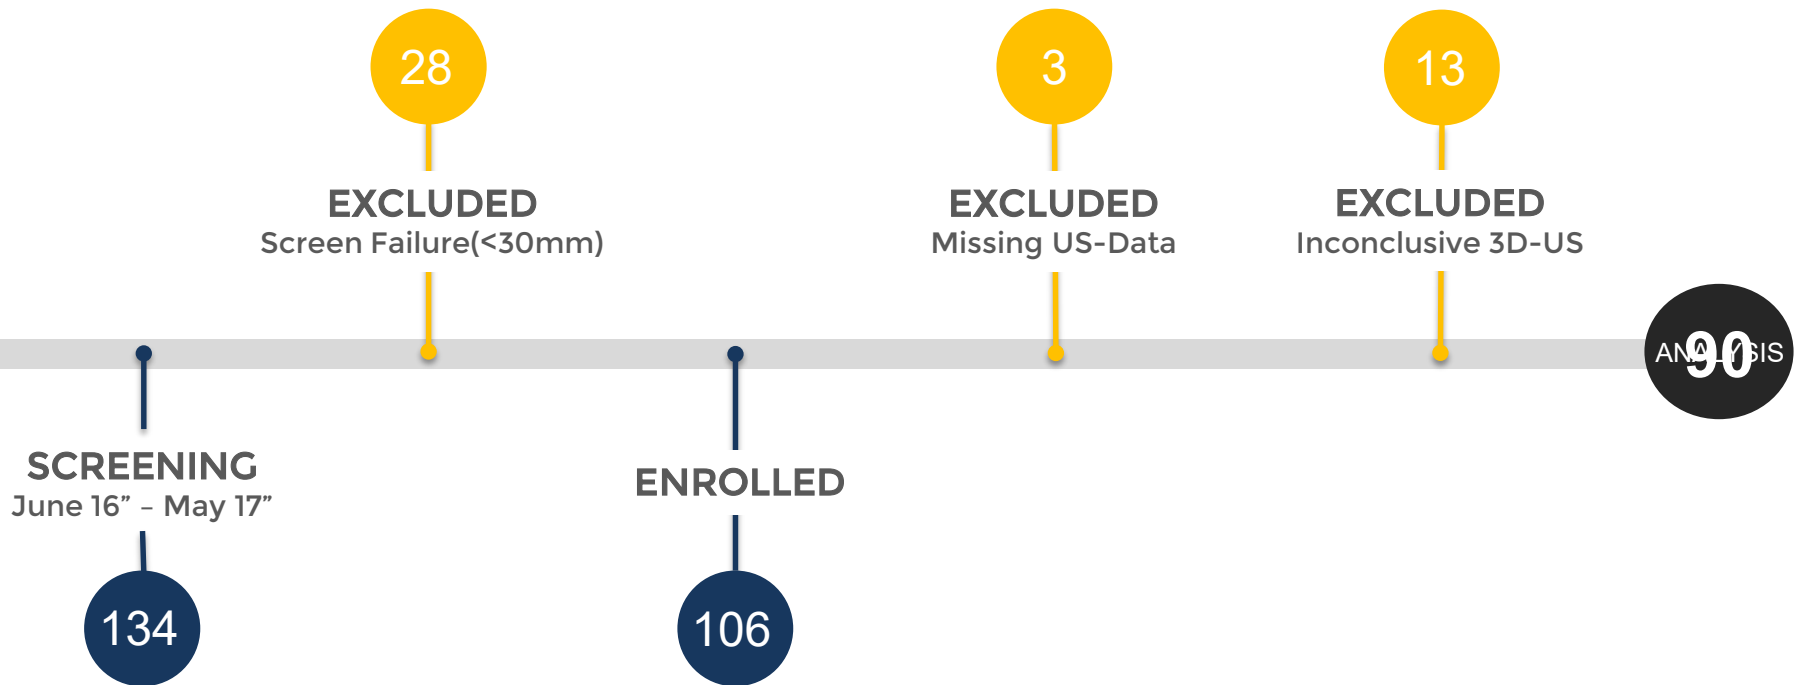 28
EXCLUDED
Screen Failure(<30mm)
3
EXCLUDED
Missing US-Data
13
EXCLUDED
Inconclusive 3D-US
SCREENING
June 16” – May 17”
134
ENROLLED
106
ANALYSIS
90